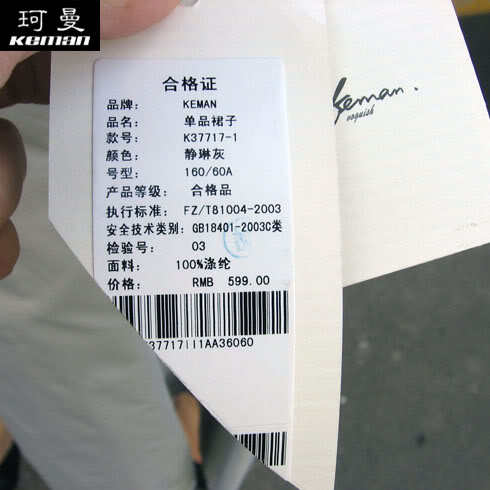 珂曼
KEMAN
Keman.
vsquish
合格证
品牌: KEMAN
品名: 单品裙子
款号: K37717-1
颜色: 静琳灰
号型: 160/60A
产品等级: 合格品
执行标准: FZ/T81004-2003
安全技术类别: GB18401-2003C类
检验号: 03
面料: 100%涤纶
价格: RMB 599.00
37717111AA36060